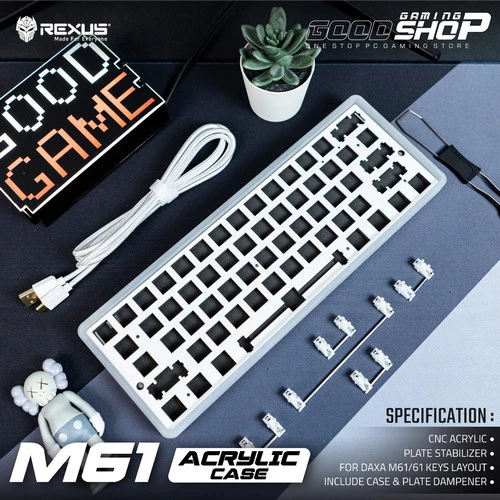 REXUS®
Made For Everyone
GOOD GAMING SHOP
ONE STOP PC GAMING STORE
GOOD
GAME
M61
ACRYLIC
CASE
SPECIFICATION :
CNC ACRYLIC •
PLATE STABILIZER •
FOR DAXA M61/61 KEYS LAYOUT •
INCLUDE CASE & PLATE DAMPENER •